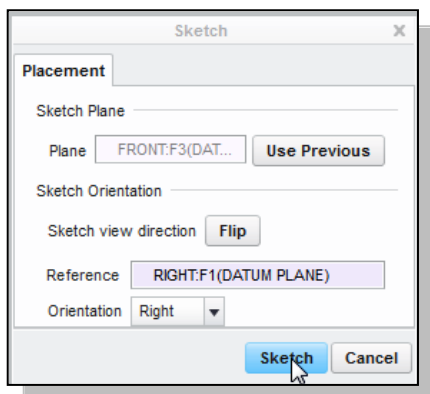 Sketch
Placement
Sketch Plane
Plane FRONT:F3(DAT... Use Previous
Sketch Orientation
Sketch view direction Flip
Reference RIGHT:F1(DATUM PLANE)
Orientation Right
Sketch Cancel